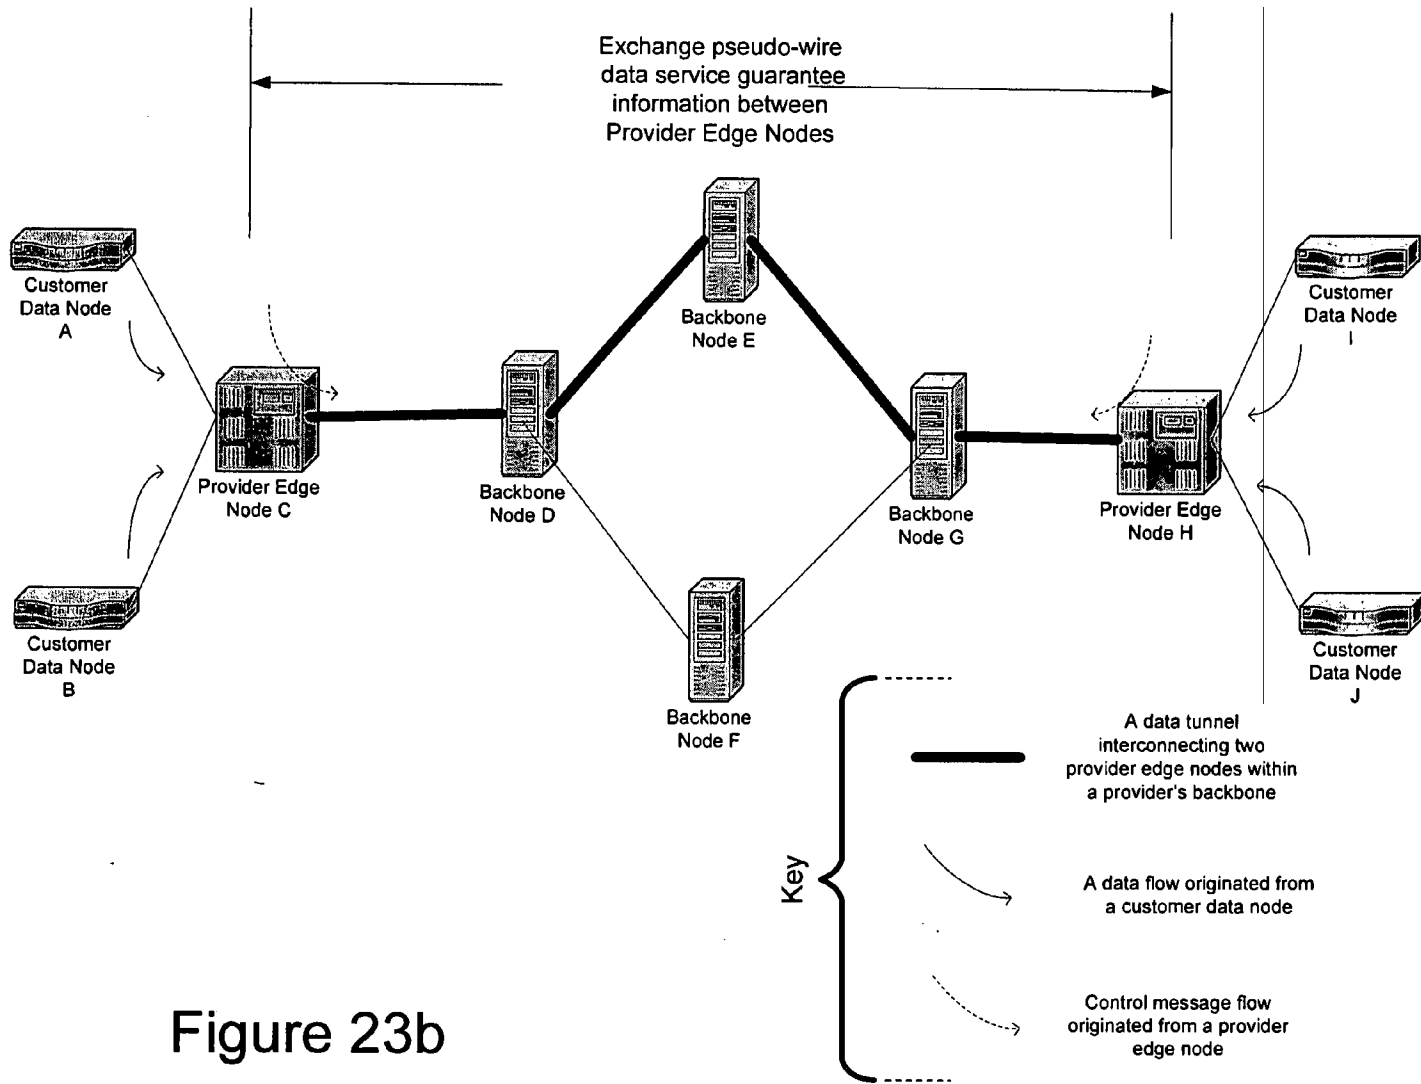 Exchange pseudo-wire
data service guarantee
information between
Provider Edge Nodes
Customer
Data Node
A
Customer
Data Node
I
Backbone
Node E
Provider Edge
Node C
Backbone
Node D
Backbone
Node G
Provider Edge
Node H
Customer
Data Node
B
Customer
Data Node
J
Backbone
Node F
Key
A data tunnel
interconnecting two
provider edge nodes within
a provider's backbone
A data flow originated from
a customer data node
Control message flow
originated from a provider
edge node
Figure 23b